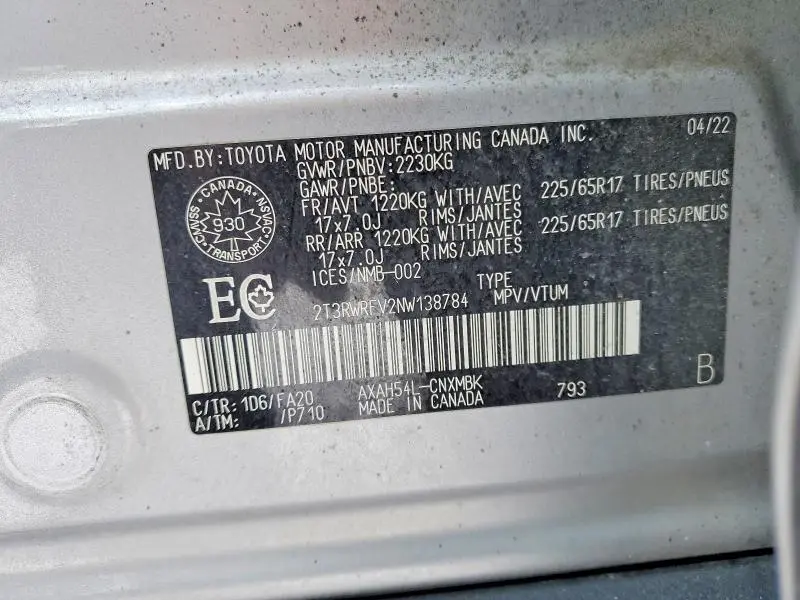 MFD.BY:TOYOTA MOTOR MANUFACTURING CANADA INC. 04/22
GVWR/PNBV:2230KG
GAWR/PNBE:
FR/AVT 1220KG WITH/AVEC 225/65R17 TIRES/PNEUS
17x7.0J RIMS/JANTES
RR/ARR 1220KG WITH/AVEC 225/65R17 TIRES/PNEUS
17x7.0J RIMS/JANTES
ICES/NMB-002
CANADA
CMVSS
930
NSVAC
TRANSPORT
EC
TYPE
2T3RWRFV2NW138784 MPV/VTUM
C/TR: 1D6/FA20 AXAH54L-CNXMBK 793 B
A/TM: /P710 MADE IN CANADA